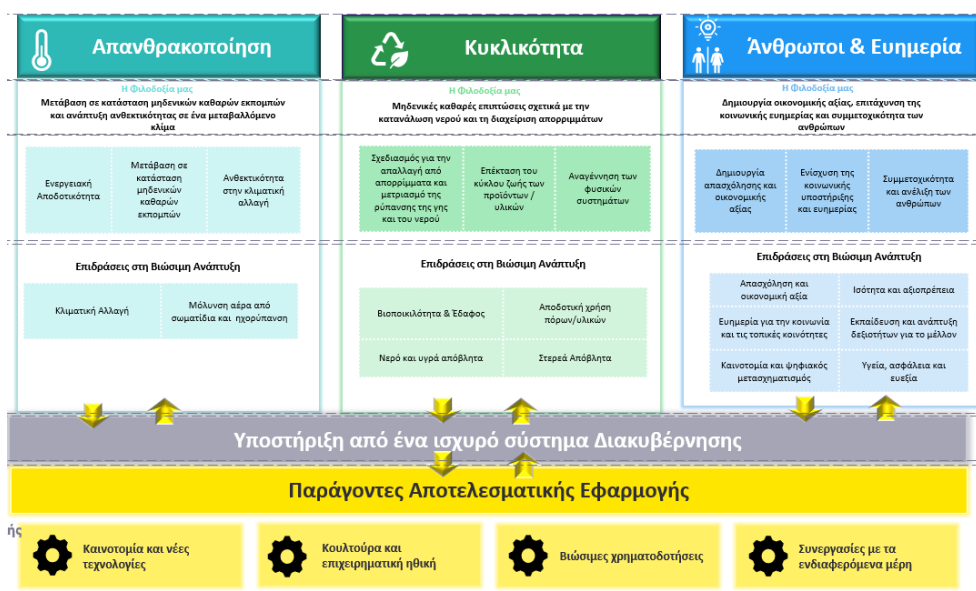 Απανθρακοποίηση
Η Φιλοδοξία μας
Μετάβαση σε κατάσταση μηδενικών καθαρών εκπομπών
και ανάπτυξη ανθεκτικότητας σε ένα μεταβαλλόμενο
κλίμα
Ενεργειακή
Αποδοτικότητα
Μετάβαση σε
κατάσταση
μηδενικών
καθαρών
εκπομπών
Ανθεκτικότητα
στην κλιματική
αλλαγή
Επιδράσεις στη Βιώσιμη Ανάπτυξη
Κλιματική Αλλαγή
Μόλυνση αέρα από
σωματίδια και ηχορύπανση
Κυκλικότητα
Η Φιλοδοξία μας
Μηδενικές καθαρές επιπτώσεις σχετικά με την
κατανάλωση νερού και τη διαχείριση απορριμμάτων
Σχεδιασμός για την
απαλλαγή από
απορρίμματα και
μετριασμό της
ρύπανσης της γης
και του νερού
Επέκταση του
κύκλου ζωής των
προϊόντων /
υλικών
Αναγέννηση των
φυσικών
συστημάτων
Επιδράσεις στη Βιώσιμη Ανάπτυξη
Βιοποικιλότητα & Έδαφος
Αποδοτική χρήση
πόρων/υλικών
Νερό και υγρά απόβλητα
Στερεά Απόβλητα
Άνθρωποι & Ευημερία
Η Φιλοδοξία μας
Δημιουργία οικονομικής αξίας, επιτάχυνση της
κοινωνικής ευημερίας και συμμετοχικότητα των
ανθρώπων
Δημιουργία
απασχόλησης και
οικονομικής
αξίας
Ενίσχυση της
κοινωνικής
υποστήριξης
και ευημερίας
Συμμετοχικότητα
και ανέλιξη των
ανθρώπων
Επιδράσεις στη Βιώσιμη Ανάπτυξη
Απασχόληση και
οικονομική αξία
Ισότητα και αξιοπρέπεια
Ευημερία για την κοινωνία
και τις τοπικές κοινότητες
Εκπαίδευση και ανάπτυξη
δεξιοτήτων για το μέλλον
Καινοτομία και ψηφιακός
μετασχηματισμός
Υγεία, ασφάλεια και
ευεξία
Υποστήριξη από ένα ισχυρό σύστημα Διακυβέρνησης
Παράγοντες Αποτελεσματικής Εφαρμογής
ής
Καινοτομία και νέες
τεχνολογίες
Κουλτούρα και
επιχειρηματική ηθική
Βιώσιμες χρηματοδοτήσεις
Συνεργασίες με τα
ενδιαφερόμενα μέρη